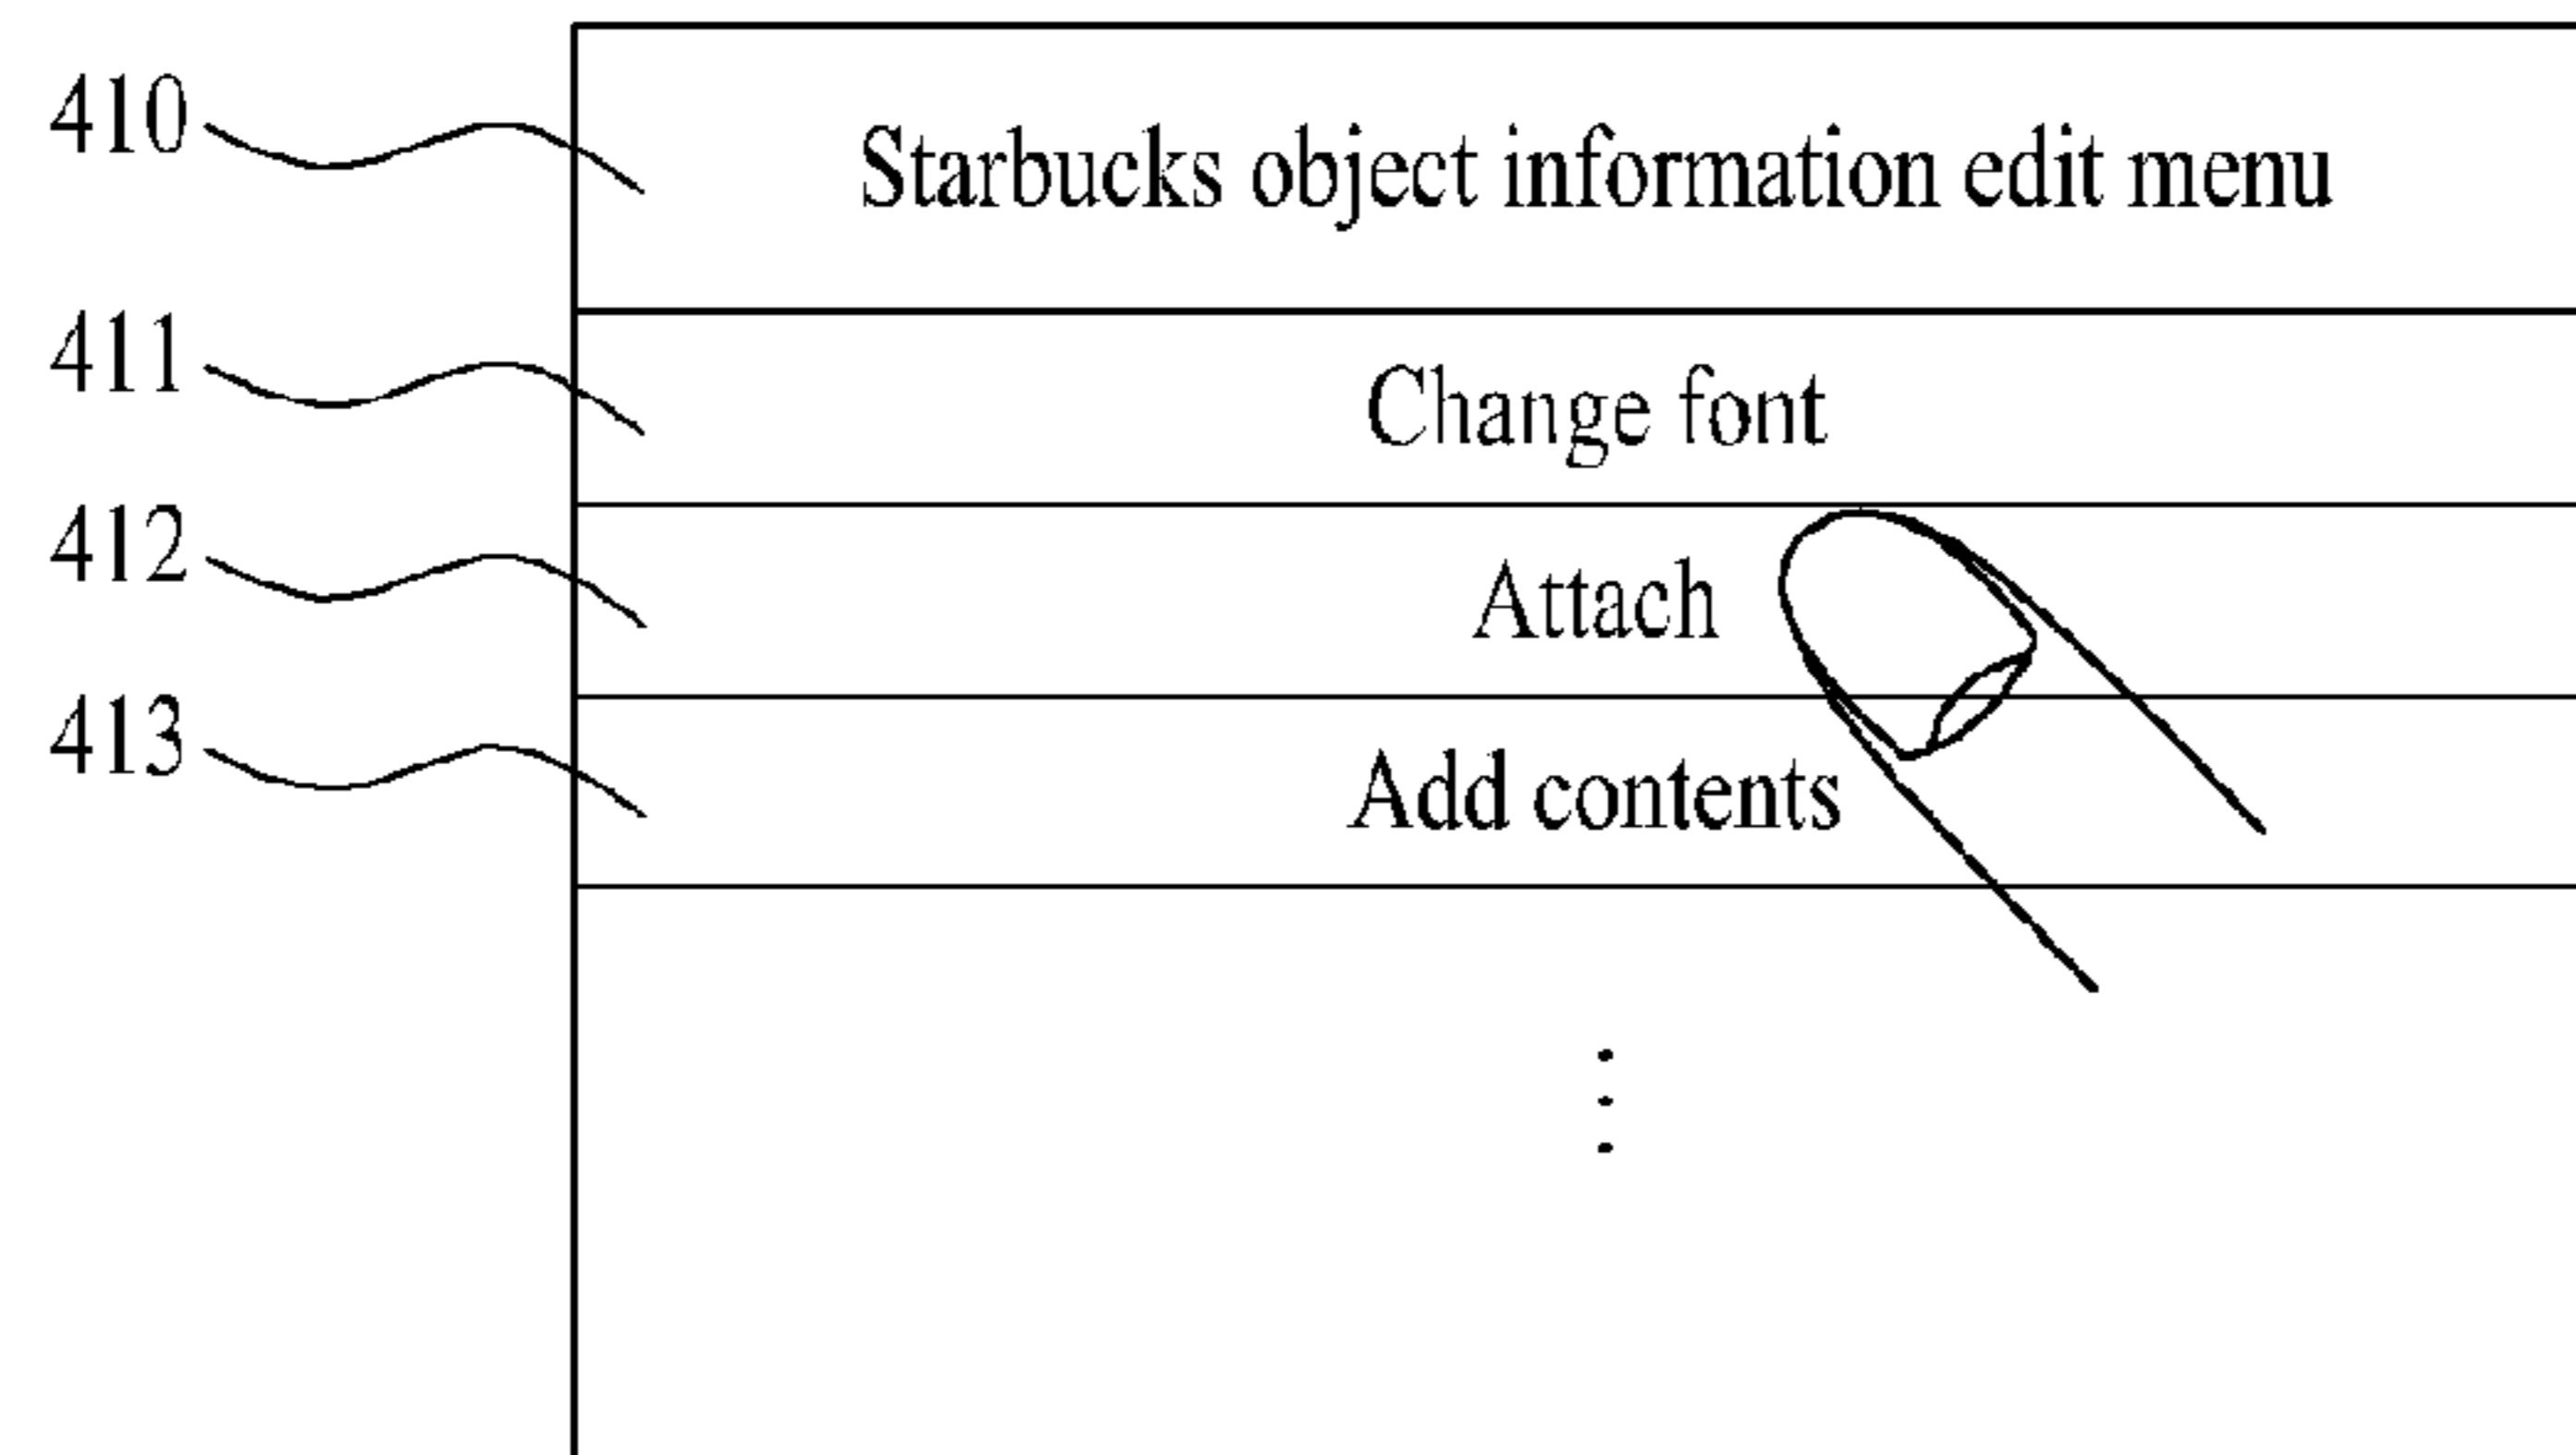 410 Starbucks object information edit menu
411 Change font
412 Attach
413 Add contents